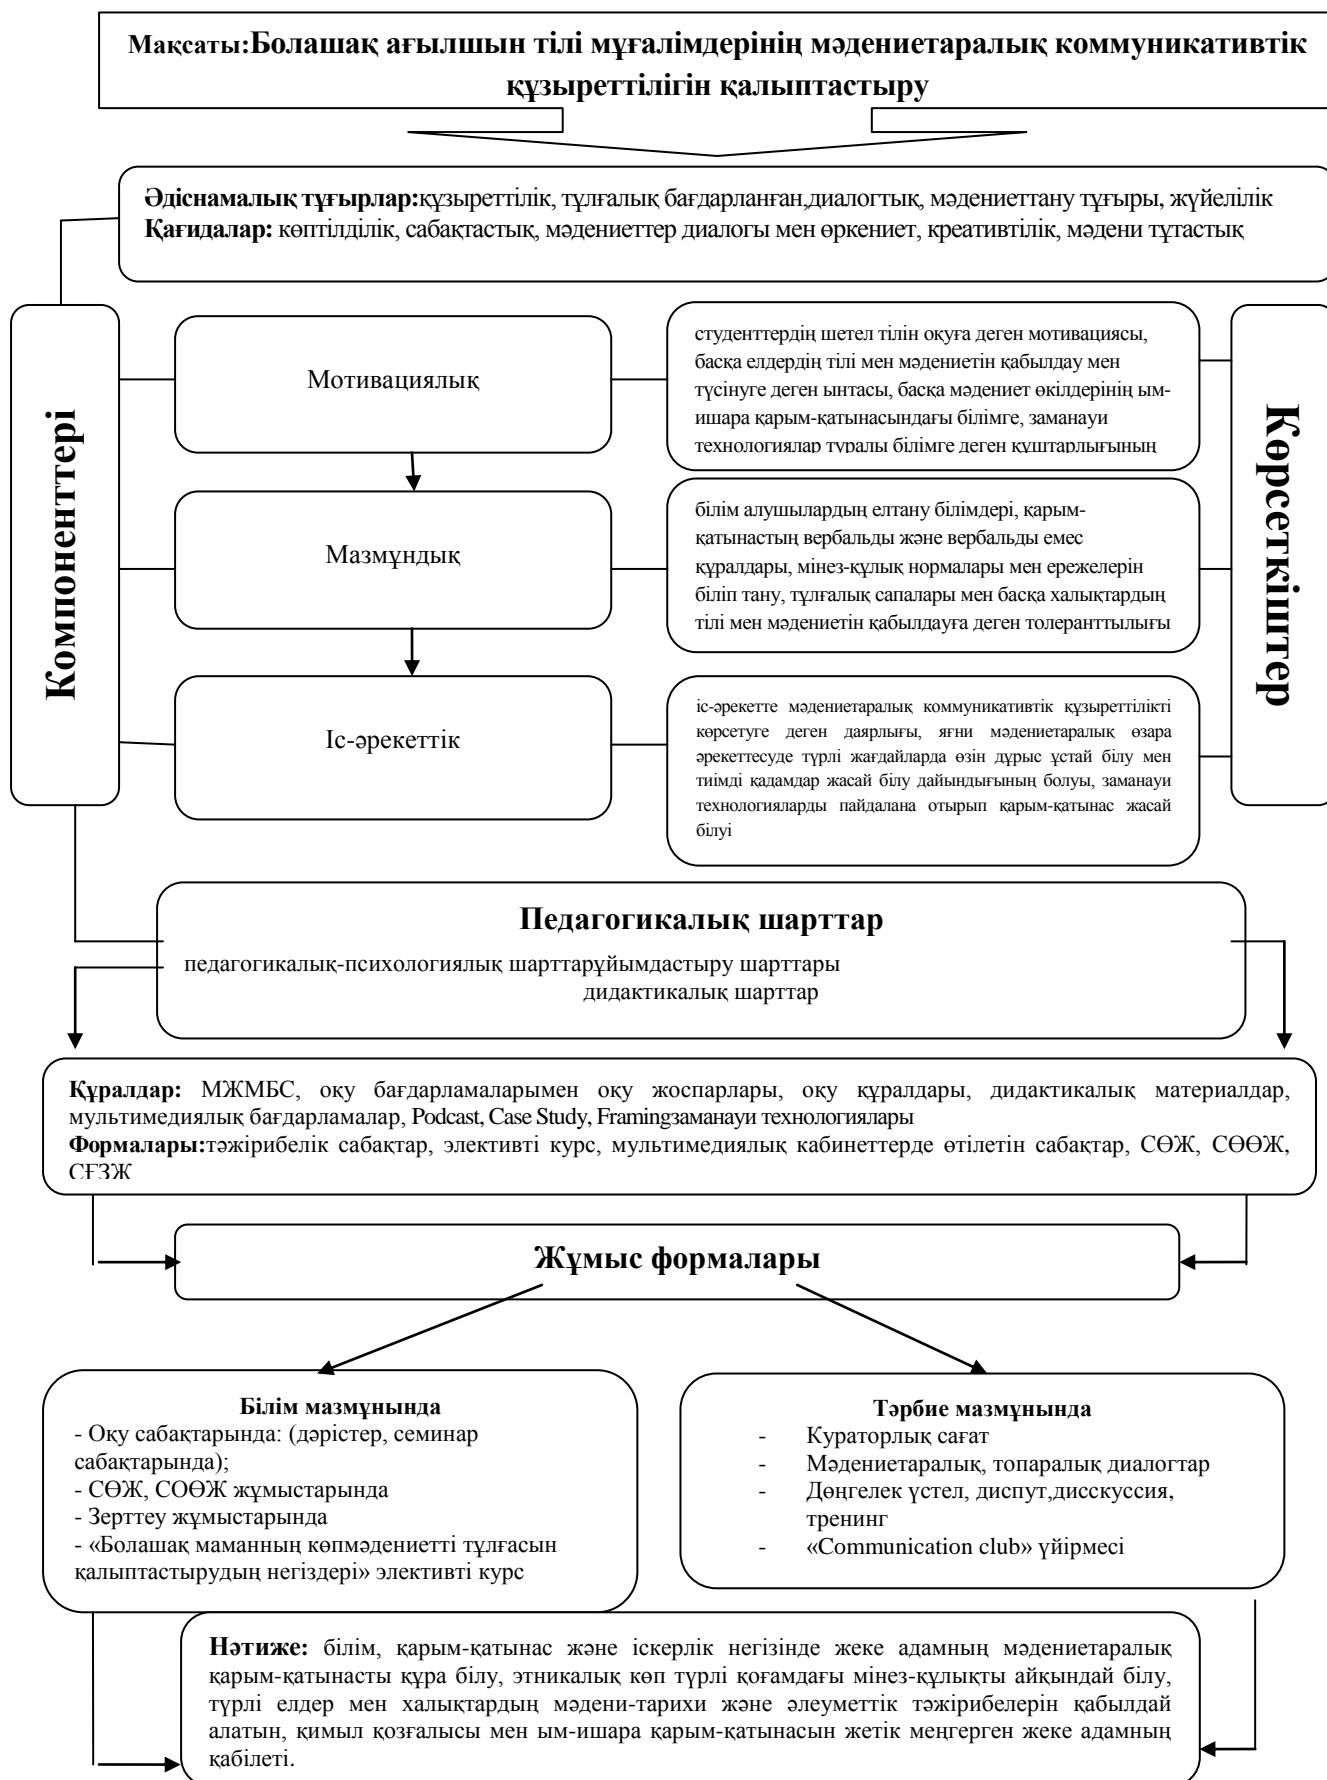 Мақсаты:Болашақ ағылшын тілі мұғалімдерінің мәдениетаралық коммуникативтік
құзыреттілігін қалыптастыру
Әдіснамалық тұғырлар:құзыреттілік, тұлғалық бағдарланған,диалогтық, мәдениеттану тұғыры, жүйелілік
Қағидалар: көптілділік, сабақтастық, мәдениеттер диалогы мен өркениет, креативтілік, мәдени тұтастық
Компоненттері
Мотивациялық
студенттердің шетел тілін оқуға деген мотивациясы,
басқа елдердің тілі мен мәдениетін қабылдау мен
түсінуге деген ынтасы, басқа мәдениет өкілдерінің ым-
ишара қарым-қатынасындағы білімге, заманауи
технологиялар туралы білімге деген құштарлығының
Көрсеткіштер
Мазмұндық
білім алушылардың елтану білімдері, қарым-
қатынастың вербальды және вербальды емес
құралдары, мінез-құлық нормалары мен ережелерін
біліп тану, тұлғалық сапалары мен басқа халықтардың
тілі мен мәдениетін қабылдауға деген толеранттылығы
Іс-әрекеттік
іс-әрекетте мәдениетаралық коммуникативтік құзыреттілікті
көрсетуге деген даярлығы, яғни мәдениетаралық өзара
әрекеттесуде түрлі жағдайларда өзін дұрыс ұстай білу мен
тиімді қадамдар жасай білу дайындығының болуы, заманауи
технологияларды пайдалана отырып қарым-қатынас жасай
білуі
Педагогикалық шарттар
педагогикалық-психологиялық шарттарұйымдастыру шарттары
дидактикалық шарттар
Құралдар: МЖМБС, оқу бағдарламаларымен оқу жоспарлары, оқу құралдары, дидактикалық материалдар,
мультимедиялық бағдарламалар, Podcast, Case Study, Framingзаманауи технологиялары
Формалары:тәжірибелік сабақтар, элективті курс, мультимедиялық кабинеттерде өтілетін сабақтар, СӨЖ, СӨӨЖ,
СҒЗЖ
Жұмыс формалары
Білім мазмұнында
- Оқу сабақтарында: (дәрістер, семинар
сабақтарында);
- СӨЖ, СОӨЖ жұмыстарында
- Зерттеу жұмыстарында
- «Болашақ маманның көпмәдениетті тұлғасын
қалыптастырудың негіздері» элективті курс
Тәрбие мазмұнында
- Кураторлық сағат
- Мәдениетаралық, топаралық диалогтар
- Дөңгелек үстел, диспут,дисскуссия,
тренинг
- «Communication club» үйірмесі
Нәтиже: білім, қарым-қатынас және іскерлік негізінде жеке адамның мәдениетаралық
қарым-қатынасты құра білу, этникалық көп түрлі қоғамдағы мінез-құлықты айқындай білу,
түрлі елдер мен халықтардың мәдени-тарихи және әлеуметтік тәжірибелерін қабылдай
алатын, қимыл қозғалысы мен ым-ишара қарым-қатынасын жетік меңгерген жеке адамның
қабілеті.